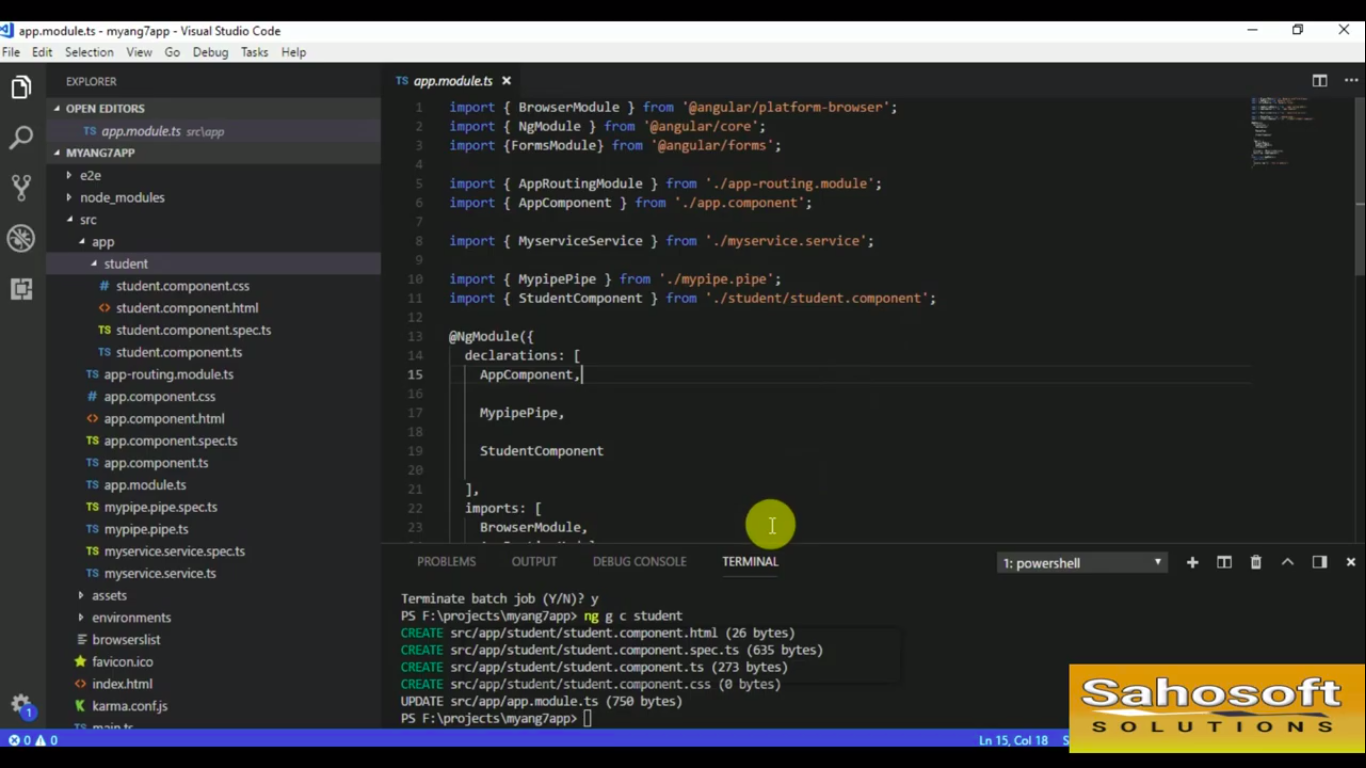 app.module.ts - myang7app - Visual Studio Code
File Edit Selection View Go Debug Tasks Help
EXPLORER
OPEN EDITORS
TS app.module.ts src\app
MYANG7APP
e2e
node_modules
src
app
student
# student.component.css
<> student.component.html
TS student.component.spec.ts
TS student.component.ts
TS app-routing.module.ts
# app.component.css
<> app.component.html
TS app.component.spec.ts
TS app.component.ts
TS app.module.ts
TS mypipe.pipe.spec.ts
TS mypipe.pipe.ts
TS myservice.service.spec.ts
TS myservice.service.ts
assets
environments
browserslist
favicon.ico
<> index.html
karma.conf.js
TS main.ts
TS app.module.ts
1 import { BrowserModule } from '@angular/platform-browser';
2 import { NgModule } from '@angular/core';
3 import {FormsModule} from '@angular/forms';
4
5 import { AppRoutingModule } from './app-routing.module';
6 import { AppComponent } from './app.component';
7
8 import { MyserviceService } from './myservice.service';
9
10 import { MypipePipe } from './mypipe.pipe';
11 import { StudentComponent } from './student/student.component';
12
13 @NgModule({
14 declarations: [
15 AppComponent,
16
17 MypipePipe,
18
19 StudentComponent
20
21 ],
22 imports: [
23 BrowserModule,
PROBLEMS OUTPUT DEBUG CONSOLE TERMINAL 1: powershell
Terminate batch job (Y/N)? y
PS F:\projects\myang7app> ng g c student
CREATE src/app/student/student.component.html (26 bytes)
CREATE src/app/student/student.component.spec.ts (635 bytes)
CREATE src/app/student/student.component.ts (273 bytes)
CREATE src/app/student/student.component.css (0 bytes)
UPDATE src/app/app.module.ts (750 bytes)
PS F:\projects\myang7app>
1
0 0 Ln 15, Col 18
Sahosoft
SOLUTIONS